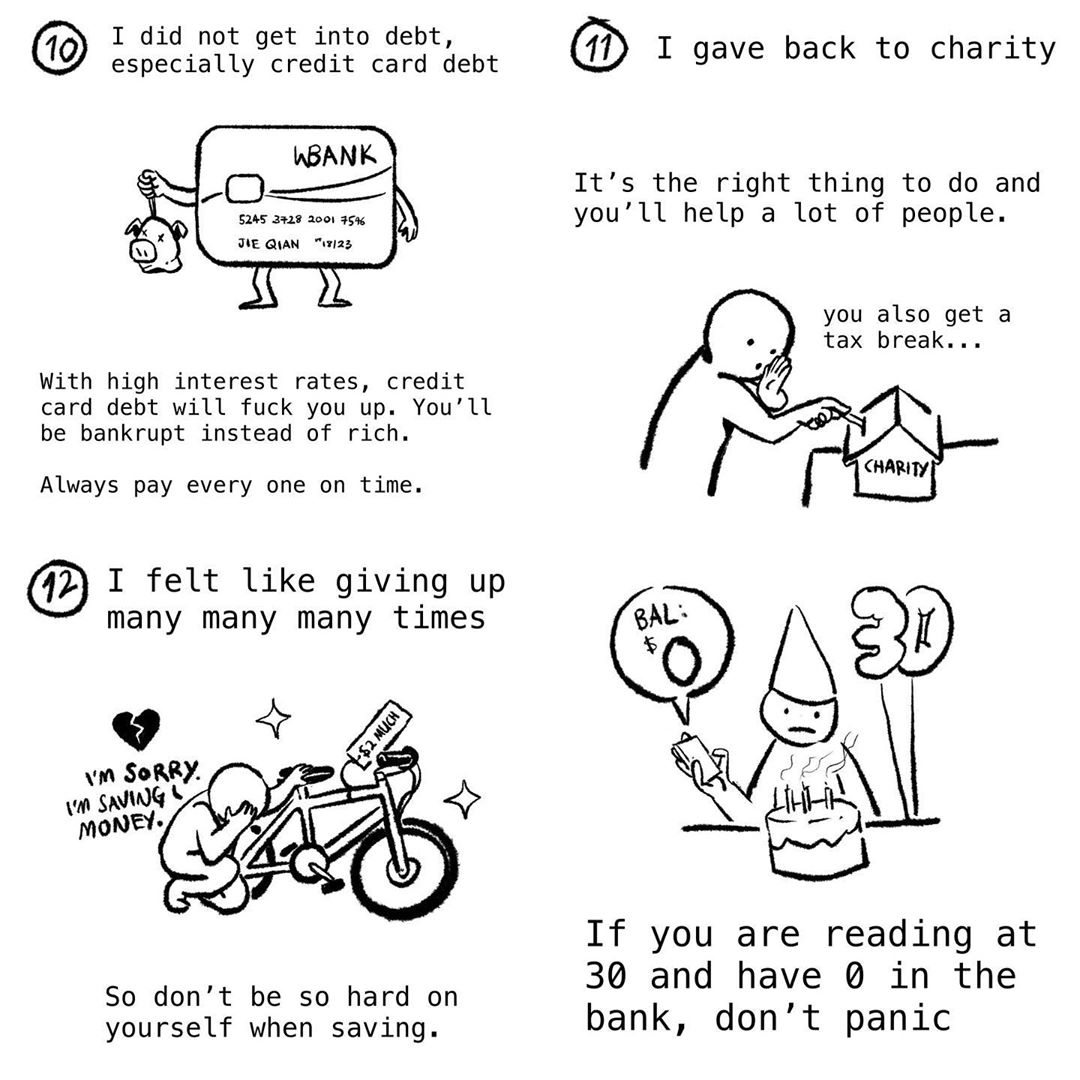 10
I did not get into debt,
especially credit card debt
WBANK
5245 3728 2001 7596
JIE QIAN
With high interest rates, credit
card debt will fuck you up. You’ll
be bankrupt instead of rich.
Always pay every one on time.
11
I gave back to charity
It’s the right thing to do and
you’ll help a lot of people.
you also get a
tax break...
CHARITY
12
I felt like giving up
many many many times
$2 MUCH
I'M SORRY.
I'M SAVING
MONEY.
So don’t be so hard on
yourself when saving.
BAL:
$ 0
30
If you are reading at
30 and have 0 in the
bank, don’t panic